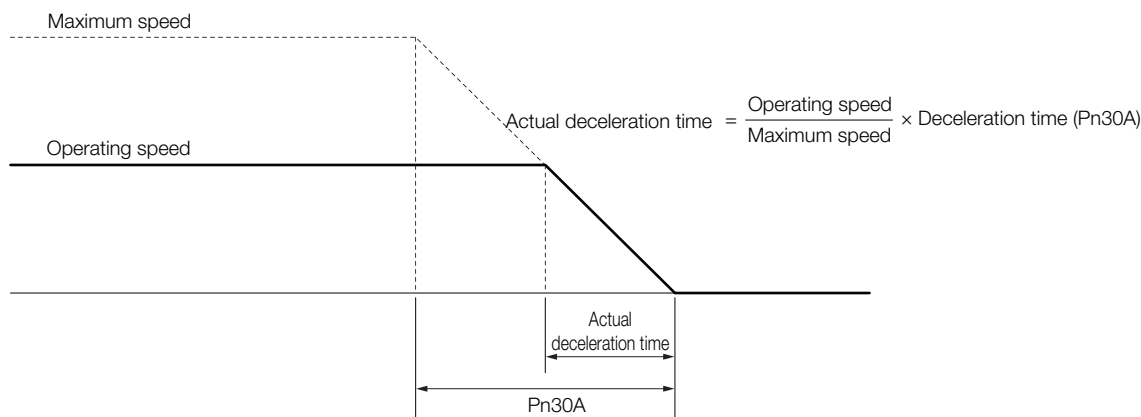 Maximum speed
Actual deceleration time = Operating speed / Maximum speed × Deceleration time (Pn30A)
Operating speed
Actual
deceleration time
Pn30A